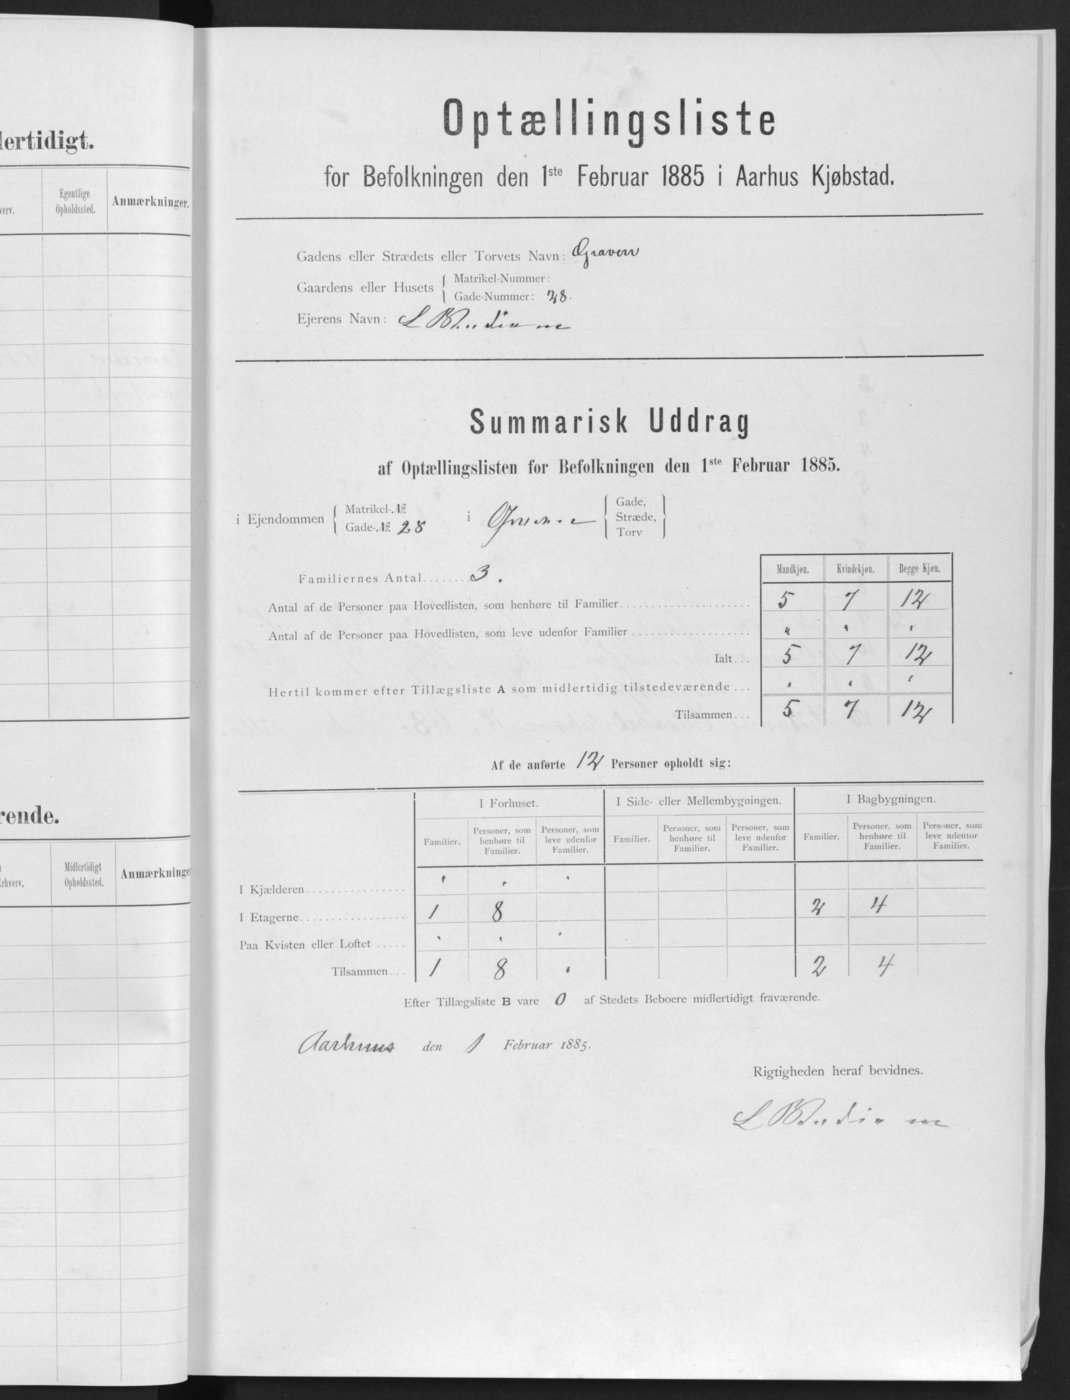 lertidigt.
verv.
Egentlige
Opholdssted.
Anmærkninger.
rende.
Erhverv.
Midlertidigt
Opholdssted.
Anmærkninge
Optællingsliste
for Befolkningen den 1ste Februar 1885 i Aarhus Kjøbstad.
Gadens eller Strædets eller Torvets Navn: Graven
Gaardens eller Husets { Matrikel-Nummer:
Gade-Nummer: 28.
Ejerens Navn: L
Summarisk Uddrag
af Optællingslisten for Befolkningen den 1ste Februar 1885.
i Ejendommen { Matrikel-№
Gade-№ 28
i Graven { Gade, Stræde, Torv }
Mandkjøn. Kvindekjøn. Begge Kjøn.
Familiernes Antal.......3.
Antal af de Personer paa Hovedlisten, som henhøre til Familier 5 7 12
Antal af de Personer paa Hovedlisten, som leve udenfor Familier " " "
Ialt... 5 7 12
Hertil kommer efter Tillægsliste A som midlertidig tilstedeværende ... " " "
Tilsammen... 5 7 12
Af de anførte 12 Personer opholdt sig:
I Forhuset. I Side- eller Mellembygningen. I Bagbygningen.
Familier. Personer, som henhøre til Familier. Personer, som leve udenfor Familier. Familier. Personer, som henhøre til Familier. Personer, som leve udenfor Familier. Familier. Personer, som henhøre til Familier. Personer, som leve udenfor Familier.
I Kjælderen " " "
I Etagerne 1 8 2 4
Paa Kvisten eller Loftet " " "
Tilsammen... 1 8 " 2 4
Efter Tillægsliste B vare 0 af Stedets Beboere midlertidigt fraværende.
Aarhuus den 1 Februar 1885.
Rigtigheden heraf bevidnes.
L